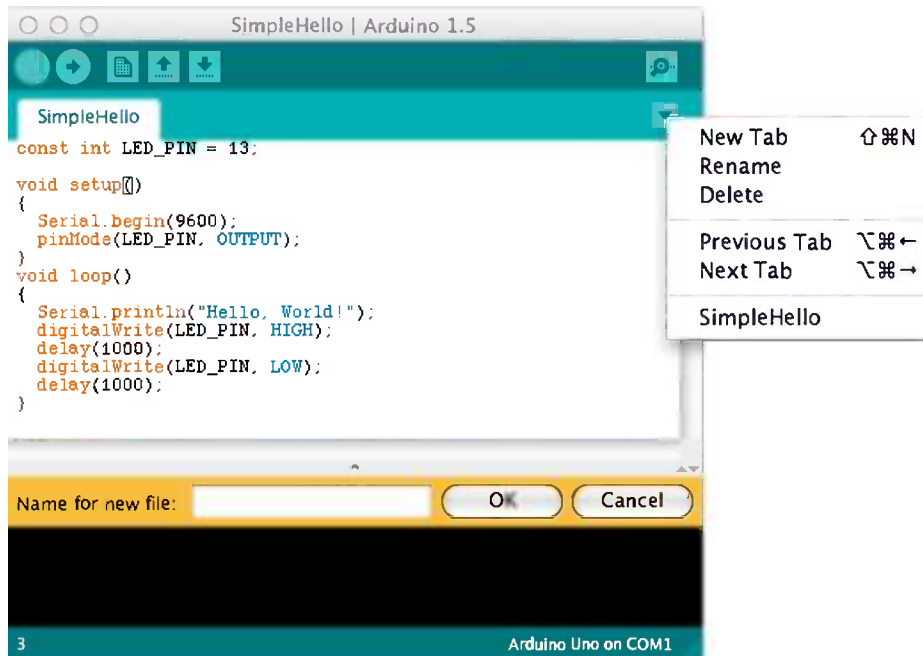 SimpleHello | Arduino 1.5
SimpleHello
const int LED_PIN = 13;
void setup()
{
Serial.begin(9600);
pinMode(LED_PIN, OUTPUT);
}
void loop()
{
Serial.println("Hello, World!");
digitalWrite(LED_PIN, HIGH);
delay(1000);
digitalWrite(LED_PIN, LOW);
delay(1000);
}
New Tab ⇧⌘N
Rename
Delete
Previous Tab ⌥⌘←
Next Tab ⌥⌘→
SimpleHello
Name for new file: OK Cancel
3 Arduino Uno on COM1